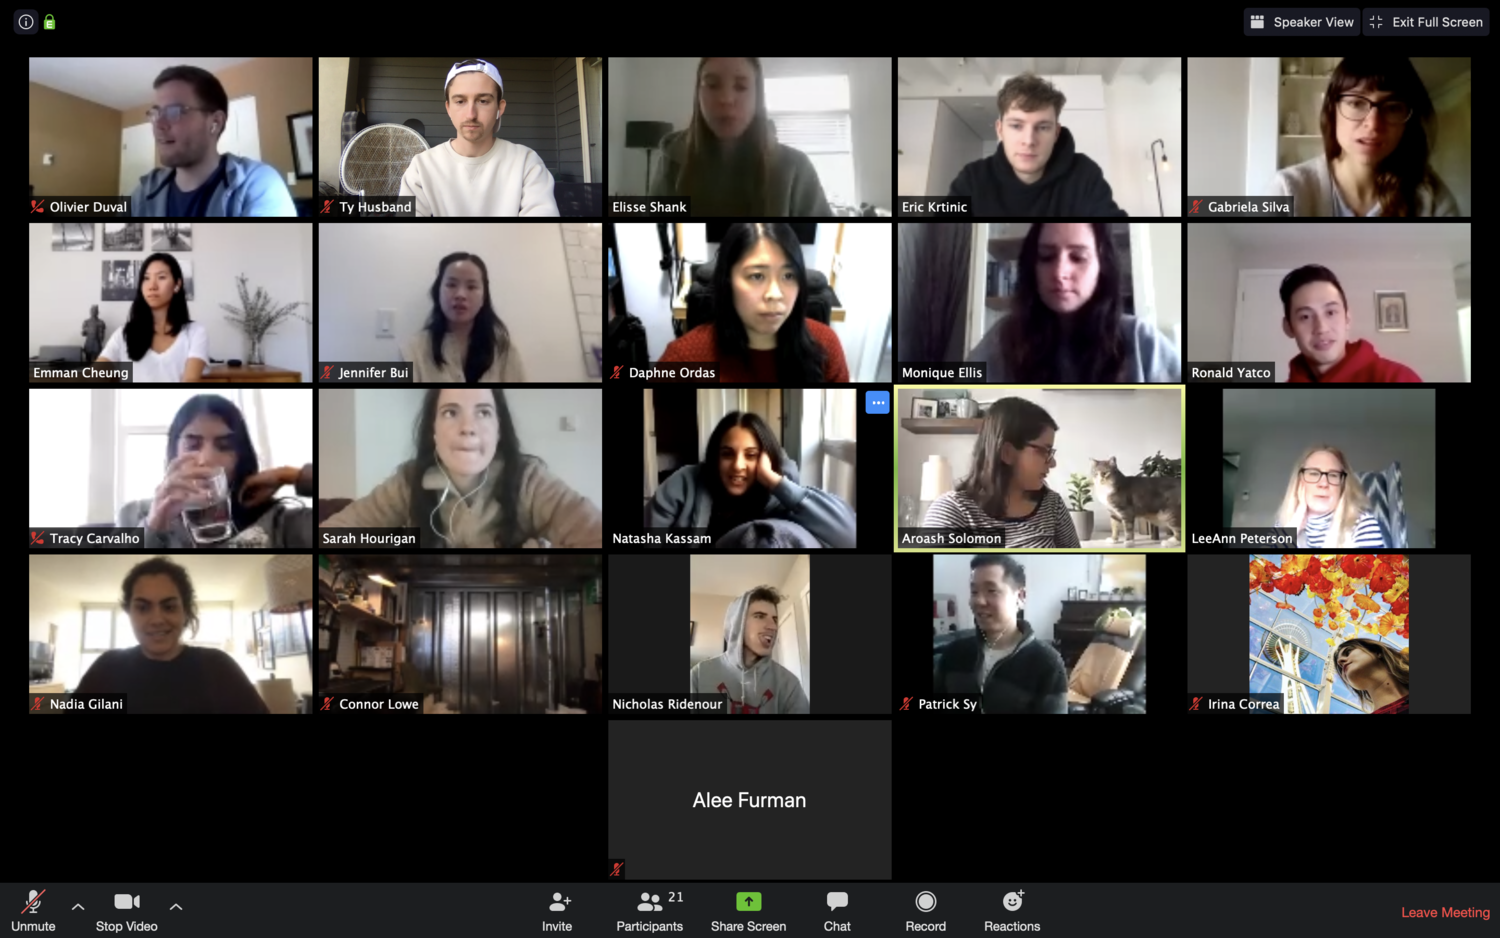 Speaker View
Exit Full Screen
Olivier Duval
Ty Husband
Elisse Shank
Eric Krtinic
Gabriela Silva
Emman Cheung
Jennifer Bui
Daphne Ordas
Monique Ellis
Ronald Yatco
Tracy Carvalho
Sarah Hourigan
Natasha Kassam
Aroash Solomon
LeeAnn Peterson
Nadia Gilani
Connor Lowe
Nicholas Ridenour
Patrick Sy
Irina Correa
Alee Furman
21
Unmute
Stop Video
Invite
Participants
Share Screen
Chat
Record
Reactions
Leave Meeting